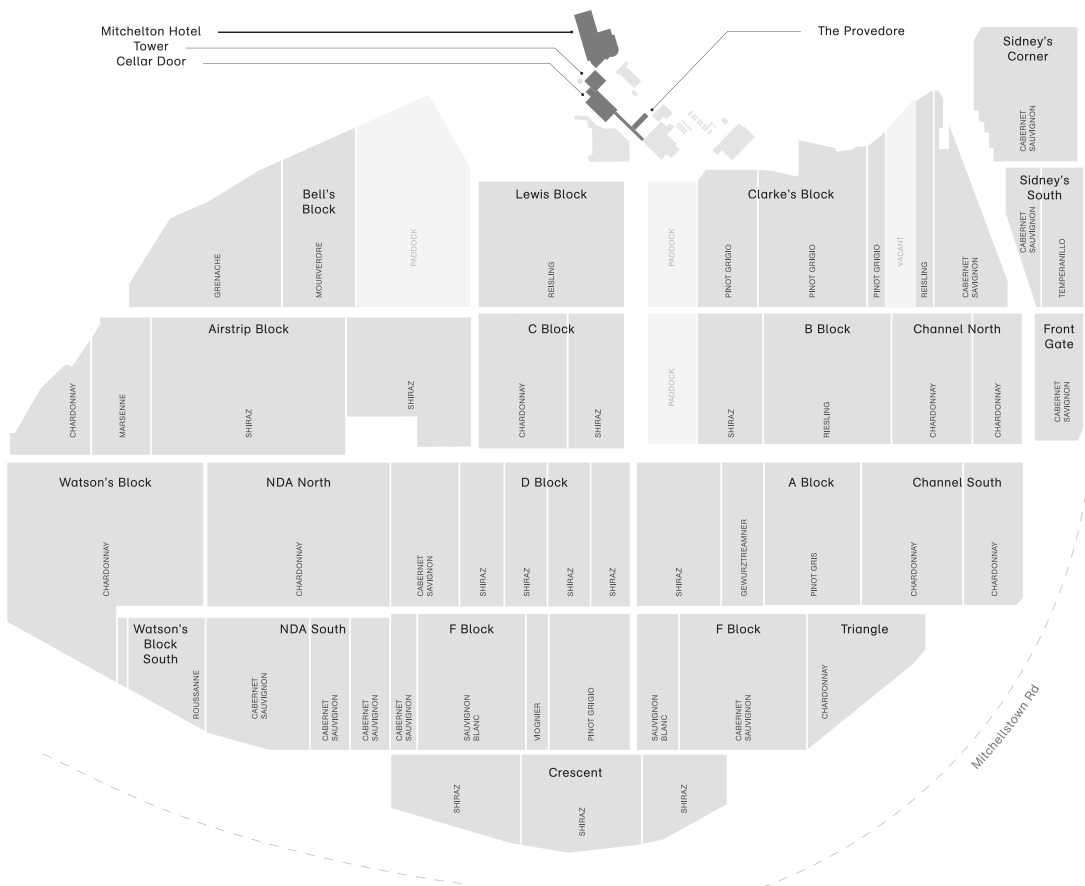 Mitchelton Hotel
Tower
Cellar Door
The Provedore
Sidney's
Corner
CABERNET
SAUVIGNON
Bell's
Block
GRENACHE
MOURVERDRE
PADDOCK
Lewis Block
REISLING
PADDOCK
Clarke's Block
PINOT GRIGIO
PINOT GRIGIO
PINOT GRIGIO
VACANT
REISLING
CABERNET
SAVIGNON
Sidney's
South
CABERNET
SAUVIGNON
TEMPERANILLO
Airstrip Block
CHARDONNAY
MARSENNE
SHIRAZ
SHIRAZ
C Block
CHARDONNAY
SHIRAZ
PADDOCK
B Block
SHIRAZ
RIESLING
Channel North
CHARDONNAY
CHARDONNAY
Front
Gate
CABERNET
SAVIGNON
Watson's Block
CHARDONNAY
NDA North
CHARDONNAY
D Block
CABERNET
SAVIGNON
SHIRAZ
SHIRAZ
SHIRAZ
SHIRAZ
A Block
SHIRAZ
GEWURZTREAMNER
PINOT GRIS
Channel South
CHARDONNAY
CHARDONNAY
Watson's
Block
South
ROUSSANNE
NDA South
CABERNET
SAUVIGNON
CABERNET
SAUVIGNON
CABERNET
SAUVIGNON
F Block
CABERNET
SAUVIGNON
SAUVIGNON
BLANC
VIOGNIER
PINOT GRIGIO
F Block
SAUVIGNON
BLANC
CABERNET
SAUVIGNON
Triangle
CHARDONNAY
Mitchellstown Rd
Crescent
SHIRAZ
SHIRAZ
SHIRAZ